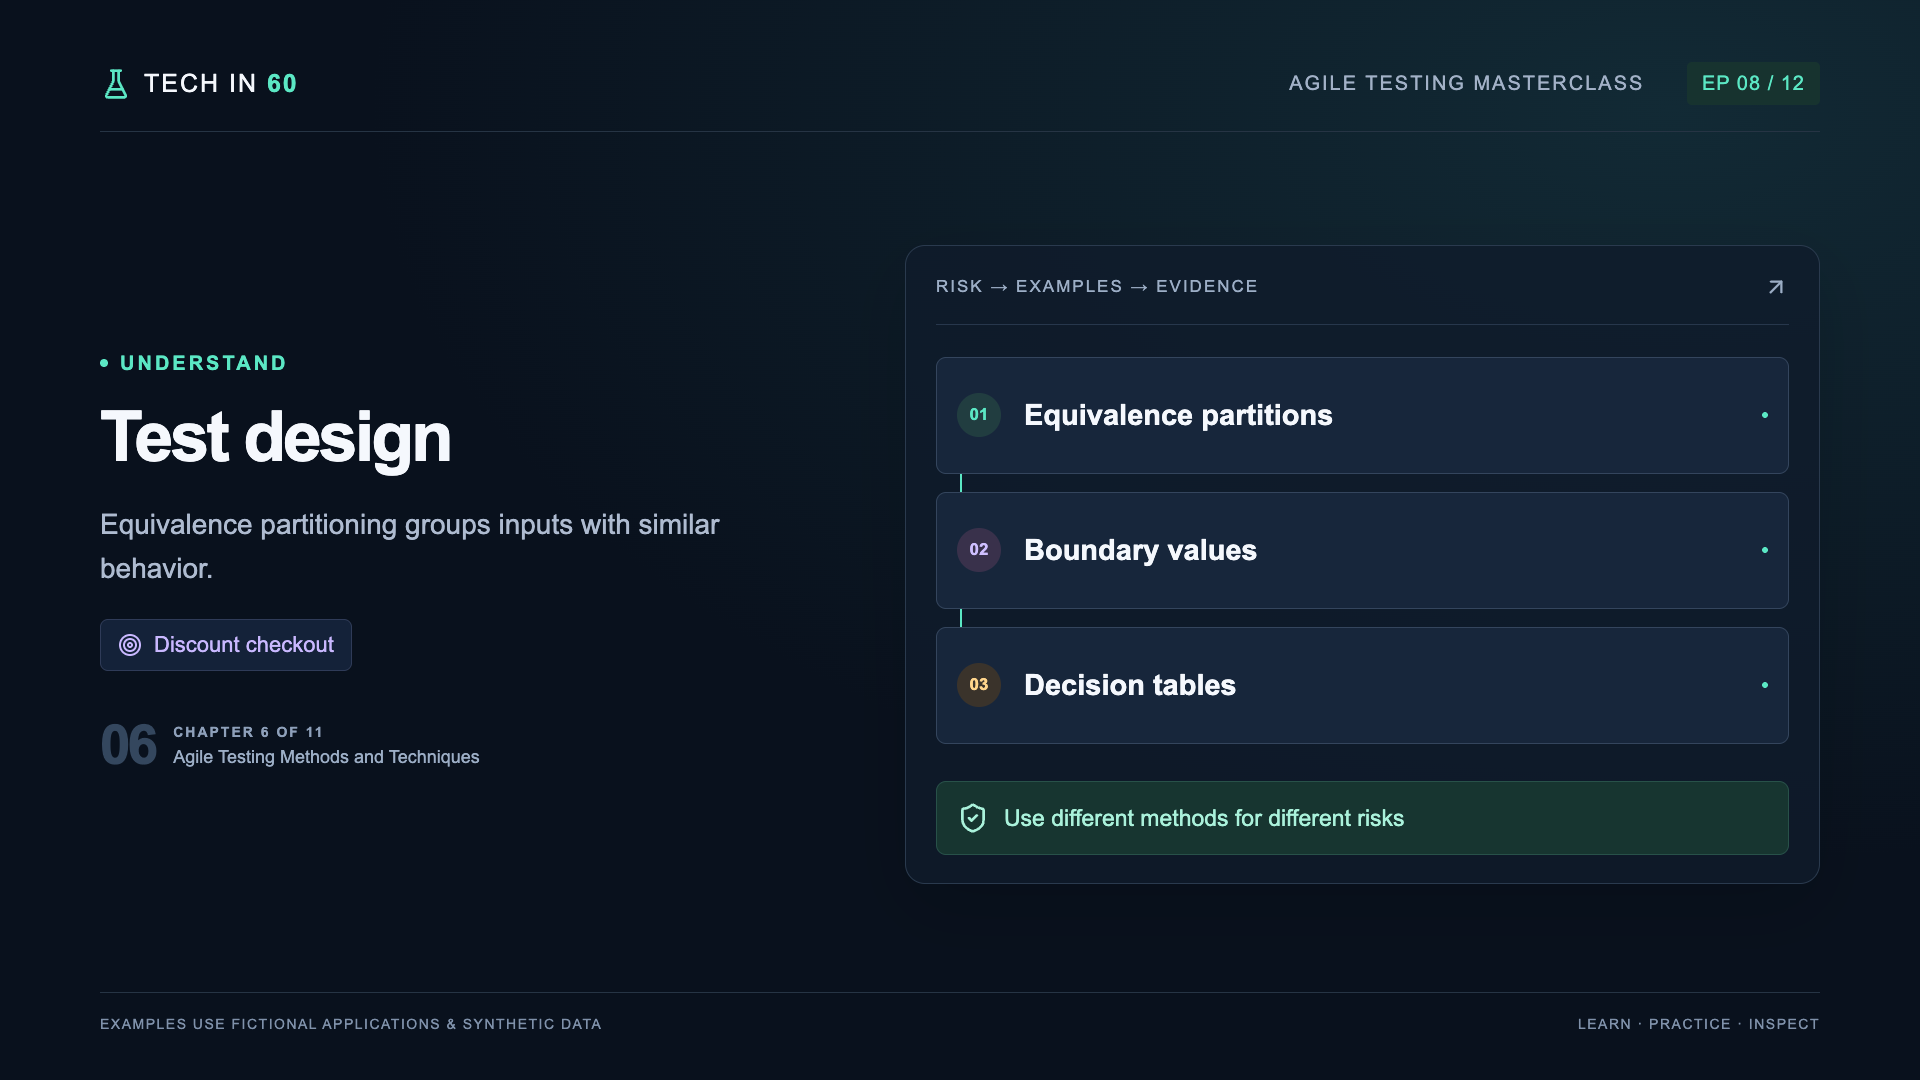 TECH IN 60
AGILE TESTING MASTERCLASS
EP 08 / 12
UNDERSTAND
Test design
Equivalence partitioning groups inputs with similar
behavior.
Discount checkout
06
CHAPTER 6 OF 11
Agile Testing Methods and Techniques
RISK → EXAMPLES → EVIDENCE
01
Equivalence partitions
02
Boundary values
03
Decision tables
Use different methods for different risks
EXAMPLES USE FICTIONAL APPLICATIONS & SYNTHETIC DATA
LEARN · PRACTICE · INSPECT